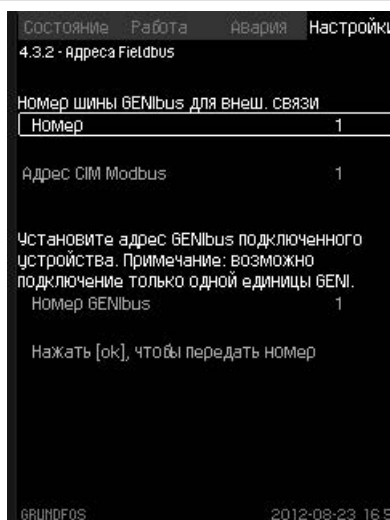 Состояние Работа Авария Настройки
4.3.2 - Адреса Fieldbus
Номер шины GENIbus для внеш. связи
Номер 1
Адрес CIM Modbus 1
Установите адрес GENIbus подключенного
устройства. Примечание: возможно
подключение только одной единицы GENI.
Номер GENIbus 1
Нажать [ok], чтобы передать номер
GRUNDFOS 2012-08-23 16:5